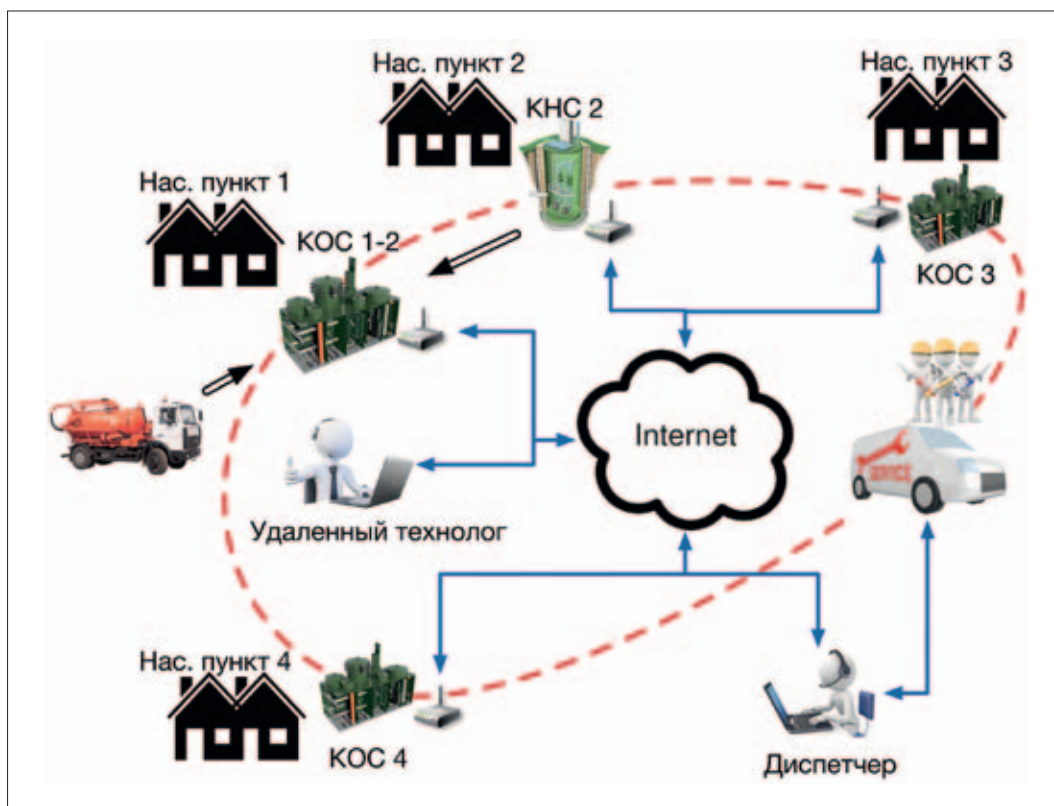 Нас. пункт 2
Нас. пункт 3
КНС 2
Нас. пункт 1
КОС 1-2
КОС 3
Internet
SERVICE
Удаленный технолог
Нас. пункт 4
КОС 4
Диспетчер